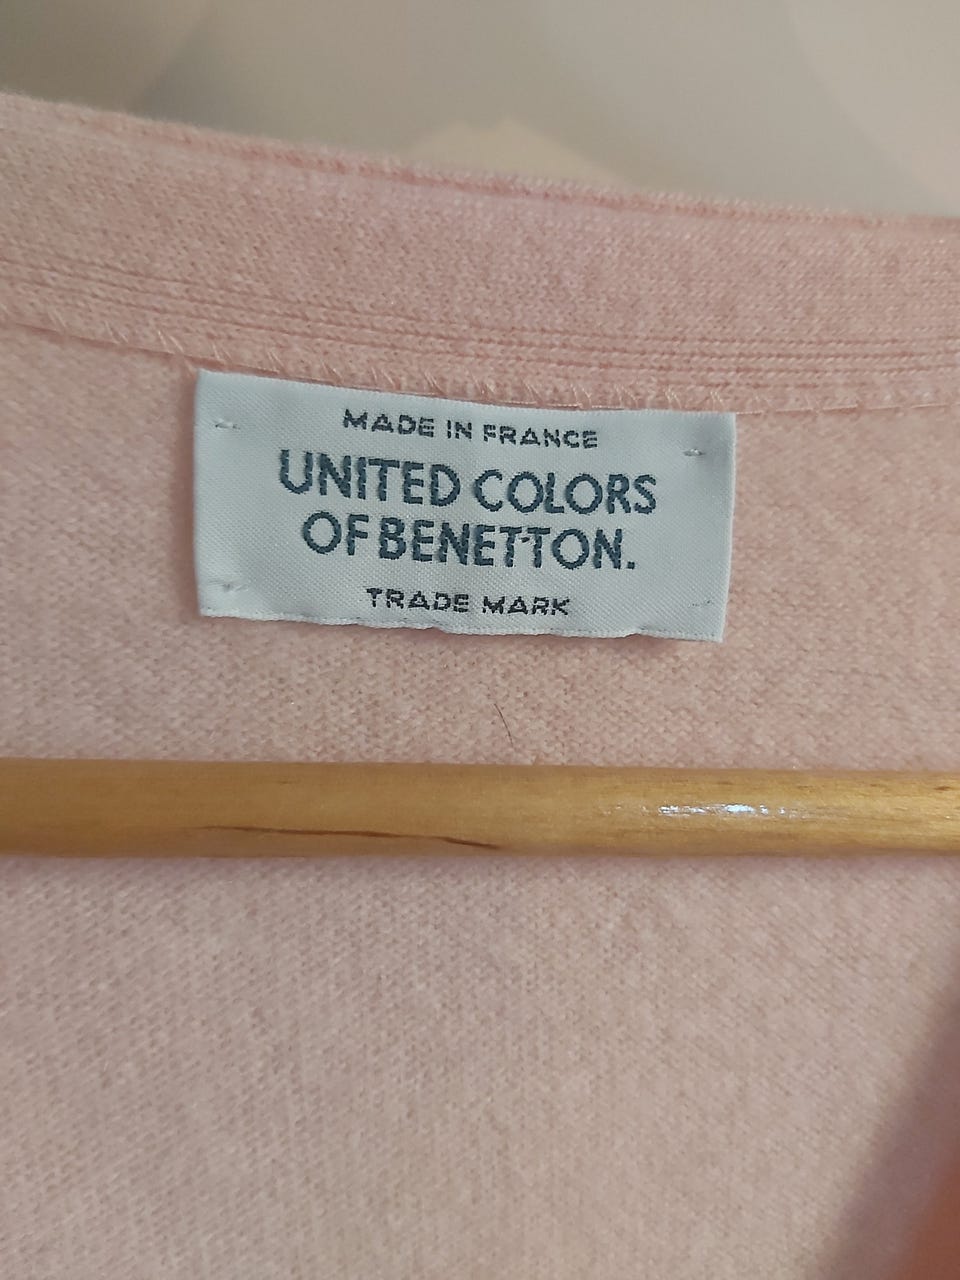 MADE IN FRANCE
UNITED COLORS
OF BENETTON.
TRADE MARK